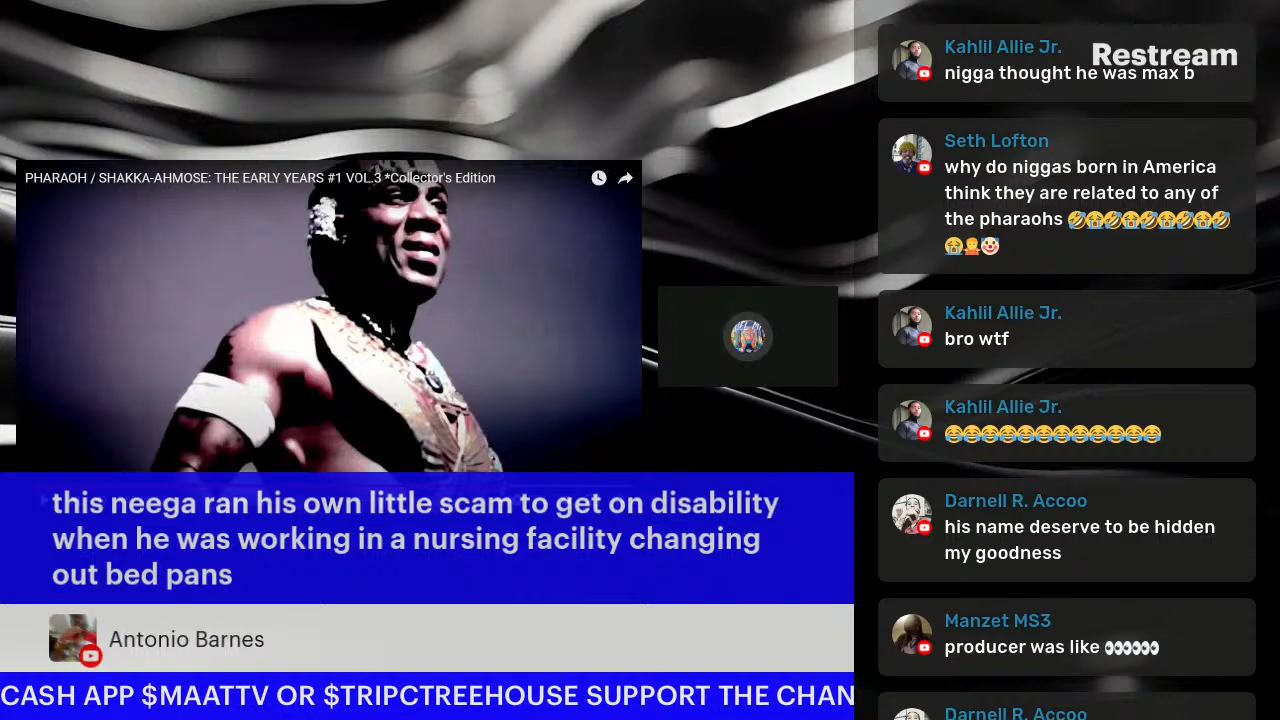 PHARAOH / SHAKKA-AHMOSE: THE EARLY YEARS #1 VOL.3 *Collector's Edition
this neega ran his own little scam to get on disability
when he was working in a nursing facility changing
out bed pans
Antonio Barnes
CASH APP $MAATTV OR $TRIPCTREEHOUSE SUPPORT THE CHAN
Restream
Kahlil Allie Jr.
nigga thought he was max b
Seth Lofton
why do niggas born in America
think they are related to any of
the pharaohs 🤣😭🤣😭🤣😭🤣😭🤣
😭🤷🤡
Kahlil Allie Jr.
bro wtf
Kahlil Allie Jr.
😂😂😂😂😂😂😂😂😂😂😂😂
Darnell R. Accoo
his name deserve to be hidden
my goodness
Manzet MS3
producer was like 👀👀👀👀👀👀
Darnell R. Accoo